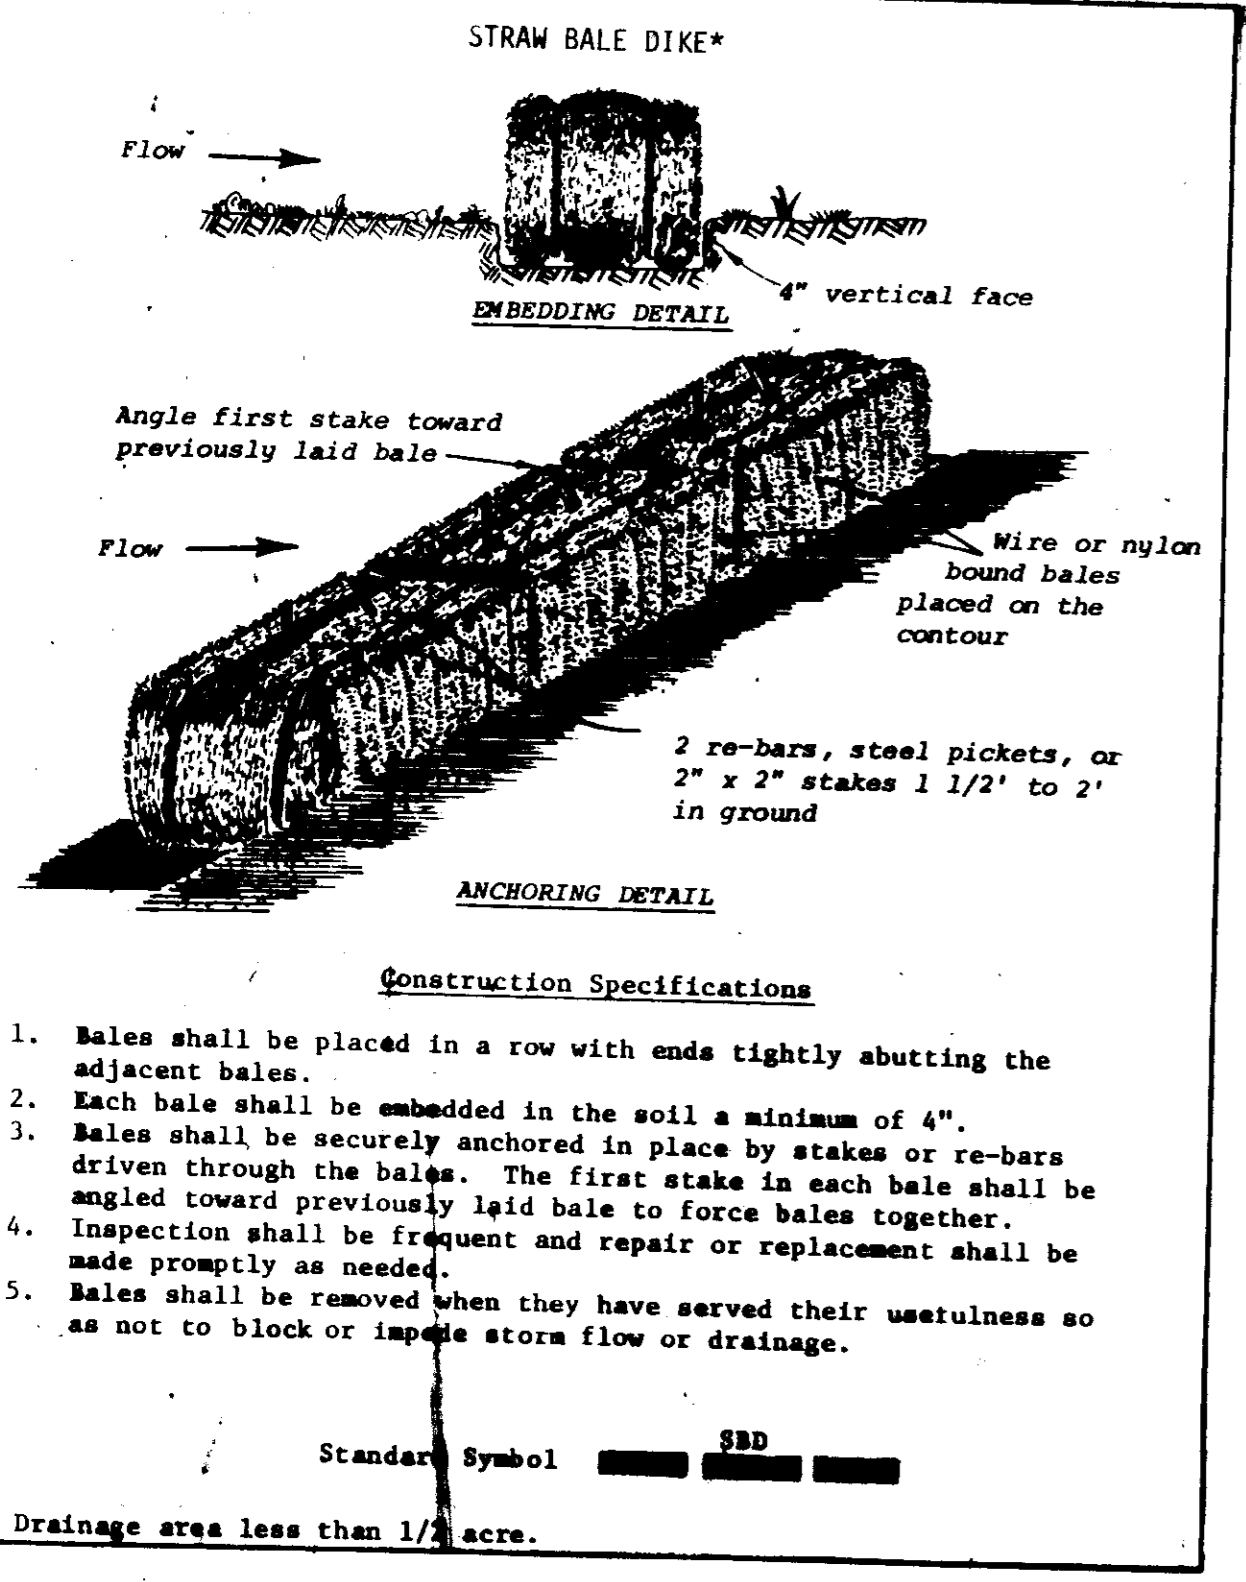 STRAW BALE DIKE*
Flow
4" vertical face
EMBEDDING DETAIL
Angle first stake toward
previously laid bale
Flow
Wire or nylon
bound bales
placed on the
contour
2 re-bars, steel pickets, or
2" x 2" stakes 1 1/2' to 2'
in ground
ANCHORING DETAIL
Construction Specifications
1. Bales shall be placed in a row with ends tightly abutting the
adjacent bales.
2. Each bale shall be embedded in the soil a minimum of 4".
3. Bales shall be securely anchored in place by stakes or re-bars
driven through the bales. The first stake in each bale shall be
angled toward previously laid bale to force bales together.
4. Inspection shall be frequent and repair or replacement shall be
made promptly as needed.
5. Bales shall be removed when they have served their usefulness so
as not to block or impede storm flow or drainage.
SBD
Standard Symbol
Drainage area less than 1/2 acre.